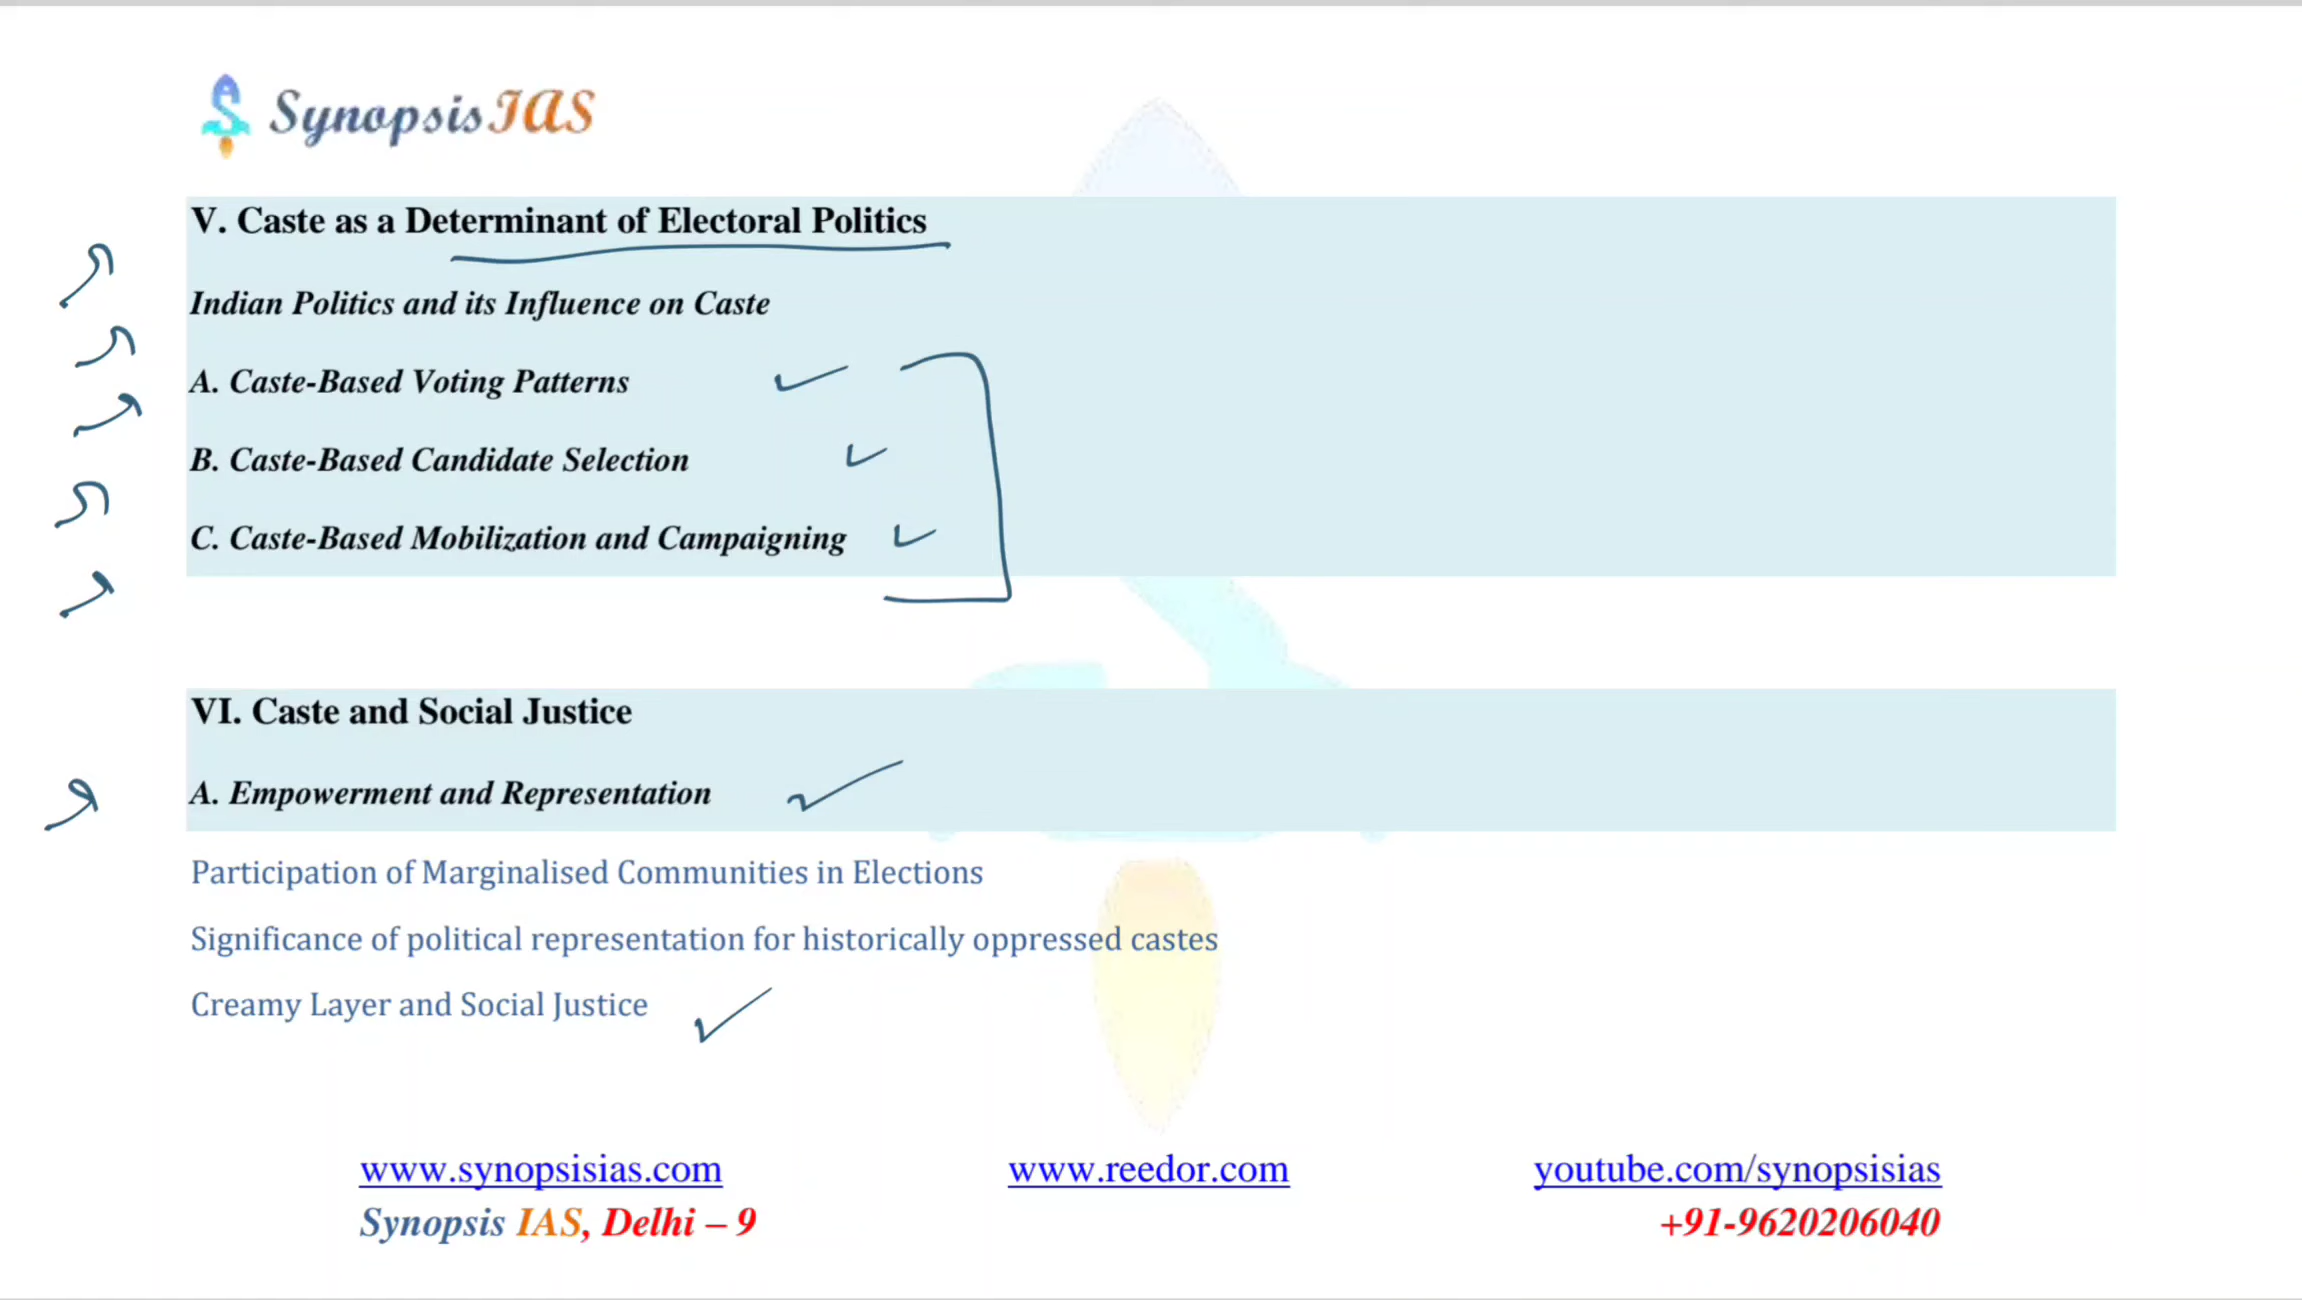 Synopsis IAS
V. Caste as a Determinant of Electoral Politics
Indian Politics and its Influence on Caste
A. Caste-Based Voting Patterns
B. Caste-Based Candidate Selection
C. Caste-Based Mobilization and Campaigning
VI. Caste and Social Justice
A. Empowerment and Representation
Participation of Marginalised Communities in Elections
Significance of political representation for historically oppressed castes
Creamy Layer and Social Justice
www.synopsisias.com www.reedor.com youtube.com/synopsisias
Synopsis IAS, Delhi – 9 +91-9620206040